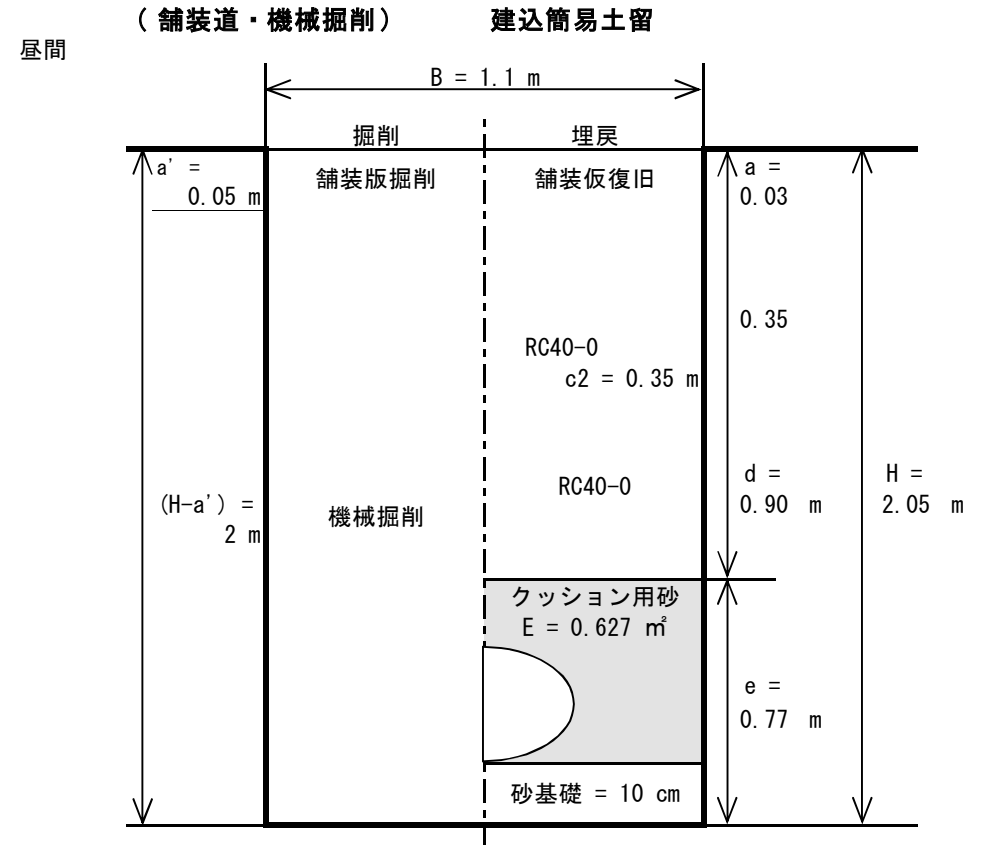 （ 舗装道・機械掘削） 建込簡易土留
昼間
B = 1.1 m
掘削 埋戻
a' =
0.05 m
舗装版掘削 舗装仮復旧
a =
0.03
0.35
RC40-0
c2 = 0.35 m
(H-a') =
2 m
機械掘削
RC40-0
d =
0.90 m
H =
2.05 m
クッション用砂
E = 0.627 ㎡
e =
0.77 m
砂基礎 = 10 cm